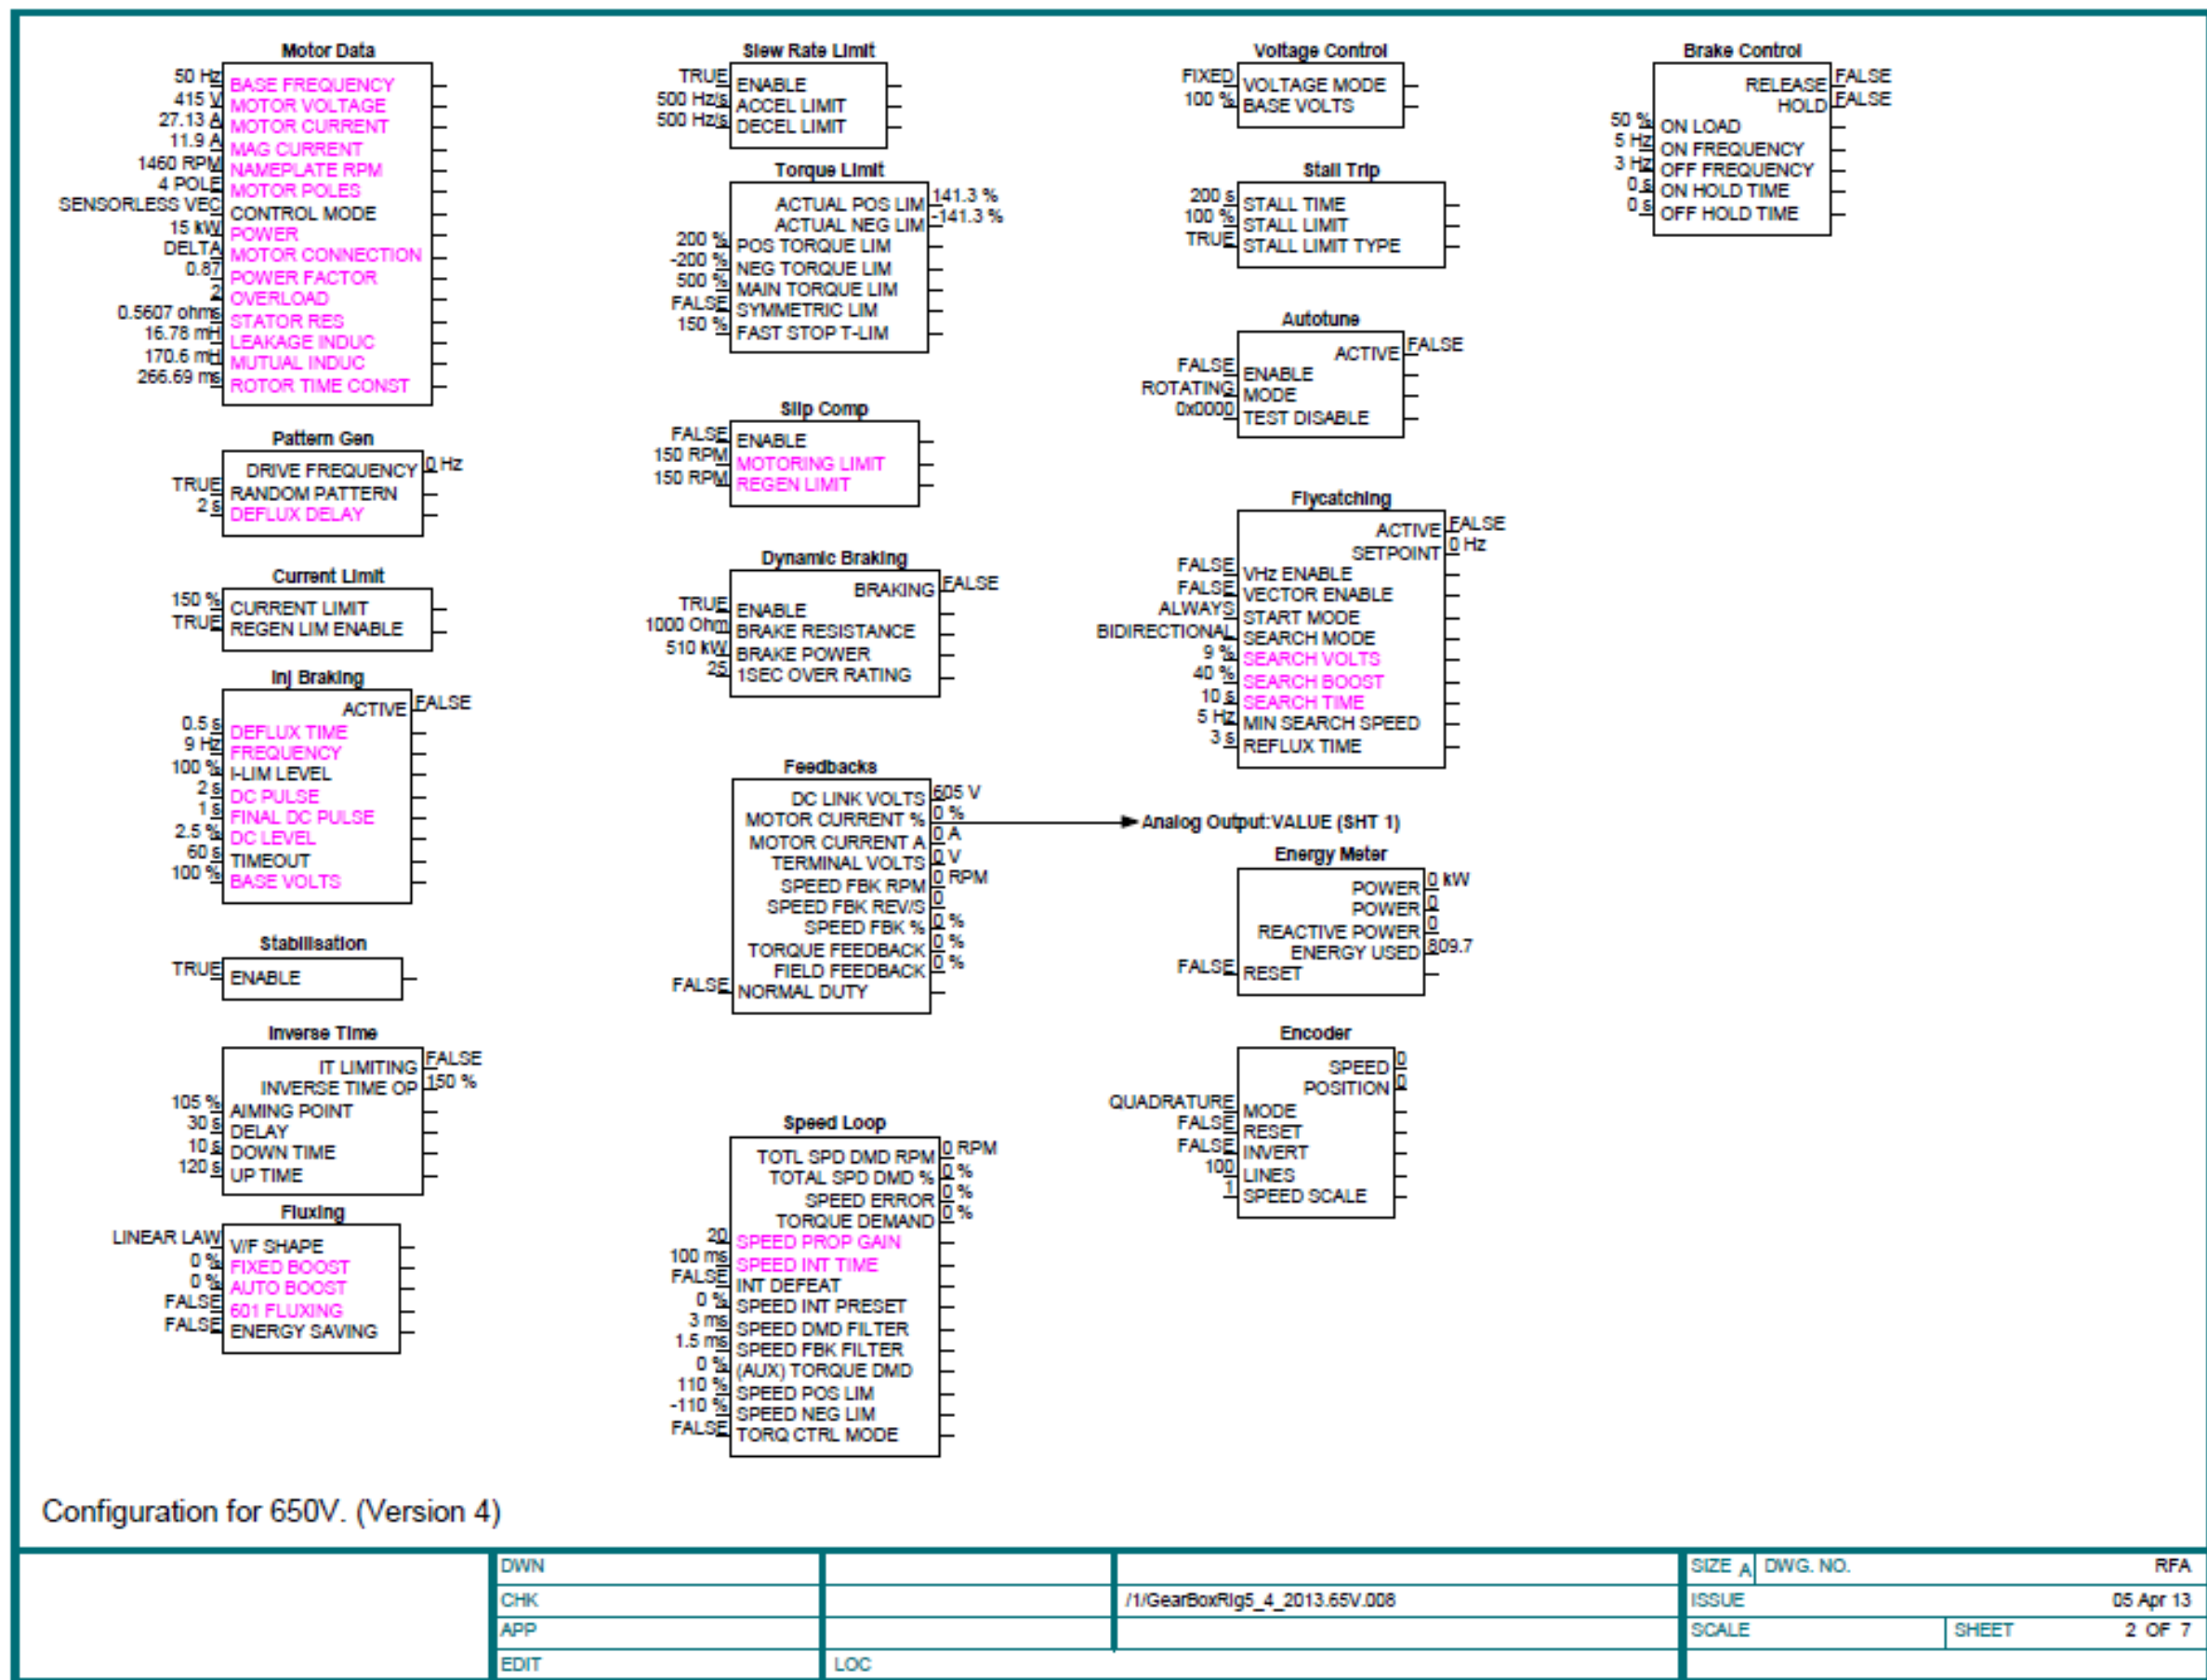 Motor Data
50 Hz BASE FREQUENCY
415 V MOTOR VOLTAGE
27.13 A MOTOR CURRENT
11.9 A MAG CURRENT
1460 RPM NAMEPLATE RPM
4 POLE MOTOR POLES
SENSORLESS VEC CONTROL MODE
15 kW POWER
DELTA MOTOR CONNECTION
0.87 POWER FACTOR
2 OVERLOAD
0.5607 ohms STATOR RES
16.78 mH LEAKAGE INDUC
170.6 mH MUTUAL INDUC
266.69 ms ROTOR TIME CONST
Pattern Gen
DRIVE FREQUENCY 0 Hz
TRUE RANDOM PATTERN
2 s DEFLUX DELAY
Current Limit
150 % CURRENT LIMIT
TRUE REGEN LIM ENABLE
Inj Braking
ACTIVE FALSE
0.5 s DEFLUX TIME
9 Hz FREQUENCY
100 % I-LIM LEVEL
2 s DC PULSE
1 s FINAL DC PULSE
2.5 % DC LEVEL
60 s TIMEOUT
100 % BASE VOLTS
Stabilisation
TRUE ENABLE
Inverse Time
IT LIMITING FALSE
INVERSE TIME OP 150 %
105 % AIMING POINT
30 s DELAY
10 s DOWN TIME
120 s UP TIME
Fluxing
LINEAR LAW V/F SHAPE
0 % FIXED BOOST
0 % AUTO BOOST
FALSE 601 FLUXING
FALSE ENERGY SAVING
Slew Rate Limit
TRUE ENABLE
500 Hz/s ACCEL LIMIT
500 Hz/s DECEL LIMIT
Torque Limit
ACTUAL POS LIM 141.3 %
ACTUAL NEG LIM -141.3 %
200 % POS TORQUE LIM
-200 % NEG TORQUE LIM
500 % MAIN TORQUE LIM
FALSE SYMMETRIC LIM
150 % FAST STOP T-LIM
Slip Comp
FALSE ENABLE
150 RPM MOTORING LIMIT
150 RPM REGEN LIMIT
Dynamic Braking
BRAKING FALSE
TRUE ENABLE
1000 Ohm BRAKE RESISTANCE
510 kW BRAKE POWER
25 1SEC OVER RATING
Feedbacks
DC LINK VOLTS 605 V
MOTOR CURRENT % 0 %
MOTOR CURRENT A 0 A
TERMINAL VOLTS 0 V
SPEED FBK RPM 0 RPM
SPEED FBK REV/S 0
SPEED FBK % 0 %
TORQUE FEEDBACK 0 %
FIELD FEEDBACK 0 %
FALSE NORMAL DUTY
Speed Loop
TOTL SPD DMD RPM 0 RPM
TOTAL SPD DMD % 0 %
SPEED ERROR 0 %
TORQUE DEMAND 0 %
20 SPEED PROP GAIN
100 ms SPEED INT TIME
FALSE INT DEFEAT
0 % SPEED INT PRESET
3 ms SPEED DMD FILTER
1.5 ms SPEED FBK FILTER
0 % (AUX) TORQUE DMD
110 % SPEED POS LIM
-110 % SPEED NEG LIM
FALSE TORQ CTRL MODE
Voltage Control
FIXED VOLTAGE MODE
100 % BASE VOLTS
Stall Trip
200 s STALL TIME
100 % STALL LIMIT
TRUE STALL LIMIT TYPE
Autotune
ACTIVE FALSE
FALSE ENABLE
ROTATING MODE
0x0000 TEST DISABLE
Flycatching
ACTIVE FALSE
SETPOINT 0 Hz
FALSE VHz ENABLE
FALSE VECTOR ENABLE
ALWAYS START MODE
BIDIRECTIONAL SEARCH MODE
9 % SEARCH VOLTS
40 % SEARCH BOOST
10 s SEARCH TIME
5 Hz MIN SEARCH SPEED
3 s REFLUX TIME
Analog Output:VALUE (SHT 1)
Energy Meter
POWER 0 kW
POWER 0
REACTIVE POWER 0
ENERGY USED 809.7
FALSE RESET
Encoder
SPEED 0
POSITION 0
QUADRATURE MODE
FALSE RESET
FALSE INVERT
100 LINES
1 SPEED SCALE
Brake Control
RELEASE FALSE
HOLD FALSE
50 % ON LOAD
5 Hz ON FREQUENCY
3 Hz OFF FREQUENCY
0 s ON HOLD TIME
0 s OFF HOLD TIME
Configuration for 650V. (Version 4)
DWN
CHK
APP
EDIT
LOC
/1/GearBoxRig5_4_2013.65V.008
SIZE A DWG. NO. RFA
ISSUE 05 Apr 13
SCALE SHEET 2 OF 7